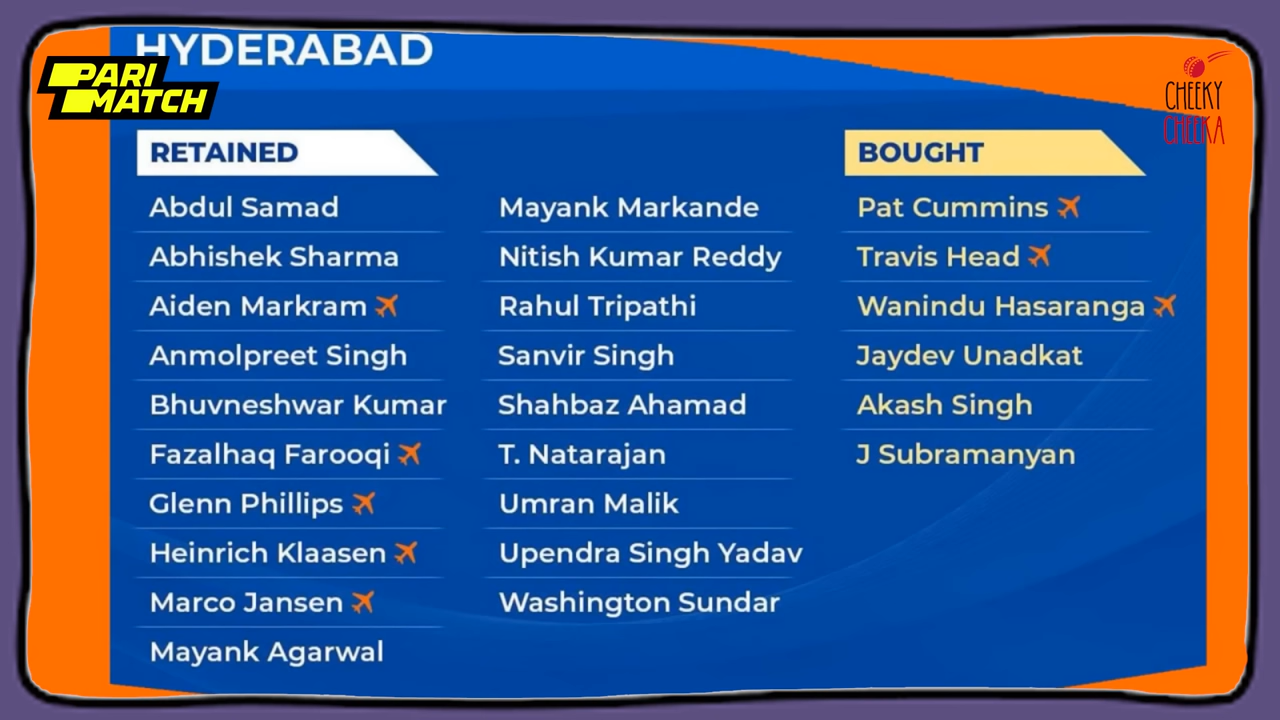 HYDERABAD
PARI
MATCH
CHEEKY
CHEEKA
RETAINED
Abdul Samad
Abhishek Sharma
Aiden Markram
Anmolpreet Singh
Bhuvneshwar Kumar
Fazalhaq Farooqi
Glenn Phillips
Heinrich Klaasen
Marco Jansen
Mayank Agarwal
Mayank Markande
Nitish Kumar Reddy
Rahul Tripathi
Sanvir Singh
Shahbaz Ahamad
T. Natarajan
Umran Malik
Upendra Singh Yadav
Washington Sundar
BOUGHT
Pat Cummins
Travis Head
Wanindu Hasaranga
Jaydev Unadkat
Akash Singh
J Subramanyan